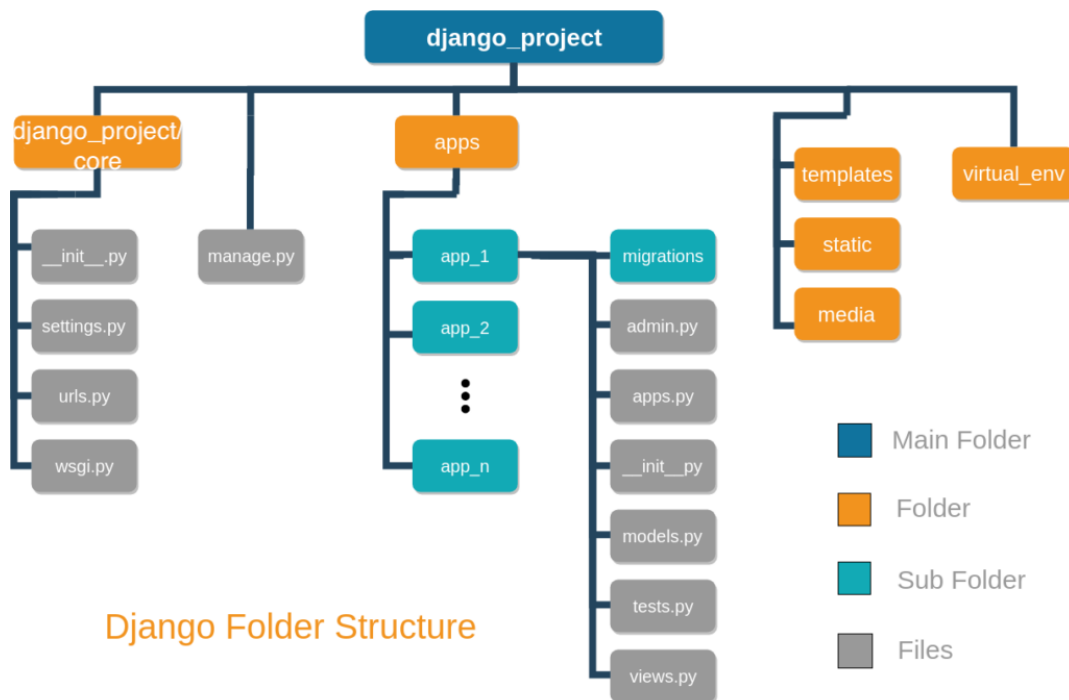 django_project
django_project/
core
apps
templates
virtual_env
static
media
__init__.py
manage.py
app_1
migrations
settings.py
app_2
admin.py
urls.py
apps.py
wsgi.py
app_n
__init__py
models.py
tests.py
views.py
Main Folder
Folder
Sub Folder
Files
Django Folder Structure